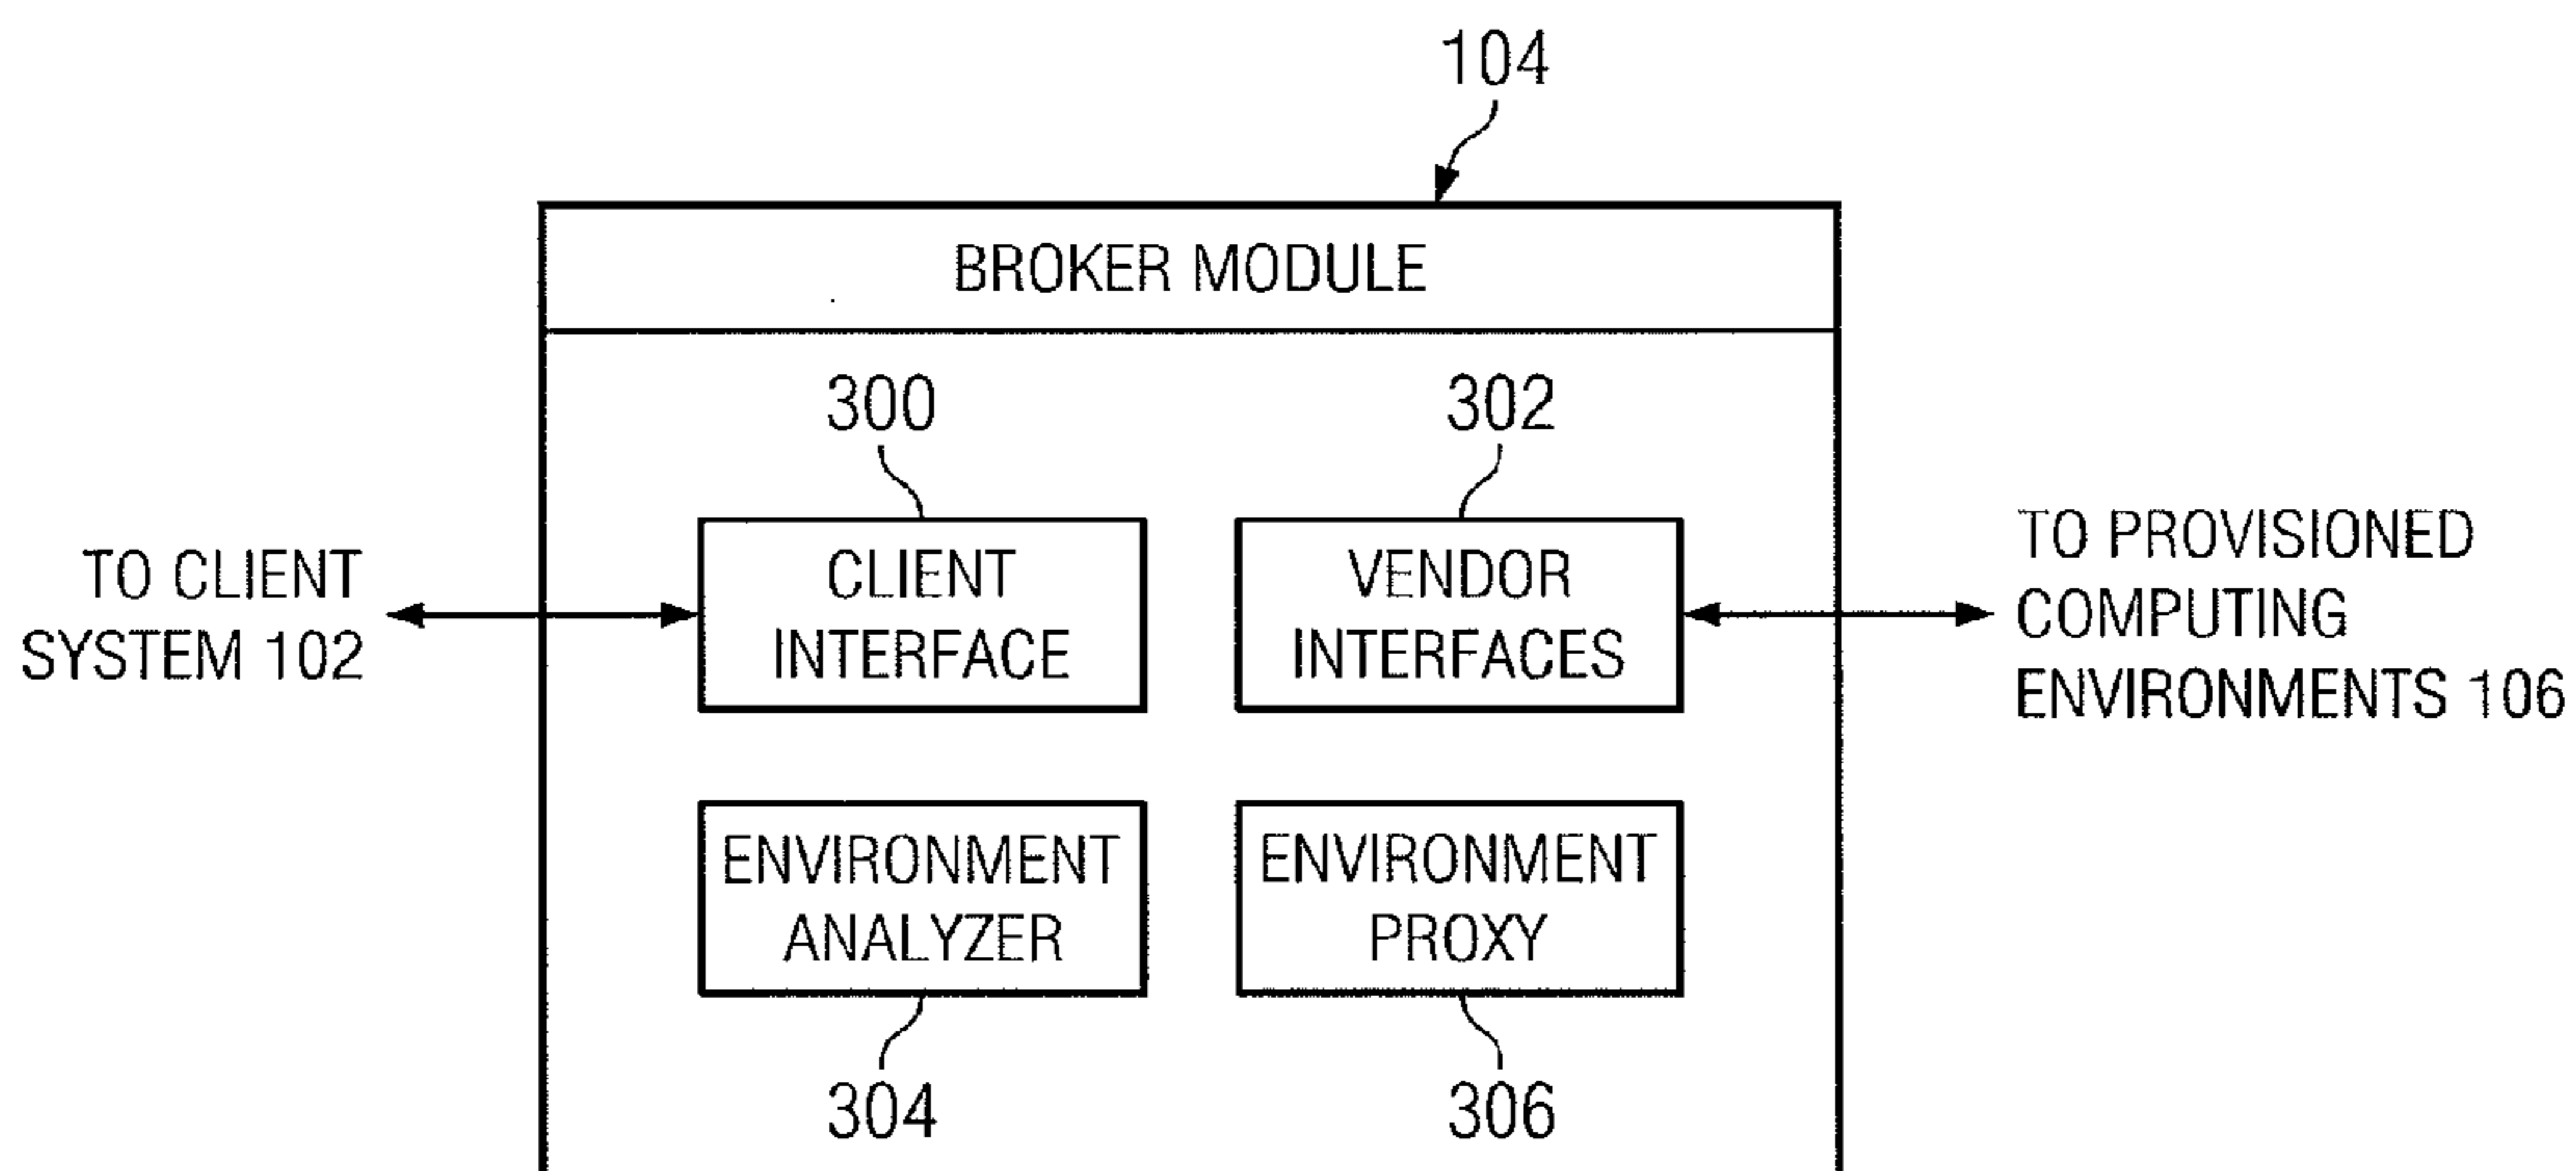 104
BROKER MODULE
300
302
TO CLIENT
SYSTEM 102
CLIENT
INTERFACE
VENDOR
INTERFACES
TO PROVISIONED
COMPUTING
ENVIRONMENTS 106
ENVIRONMENT
ANALYZER
ENVIRONMENT
PROXY
304
306